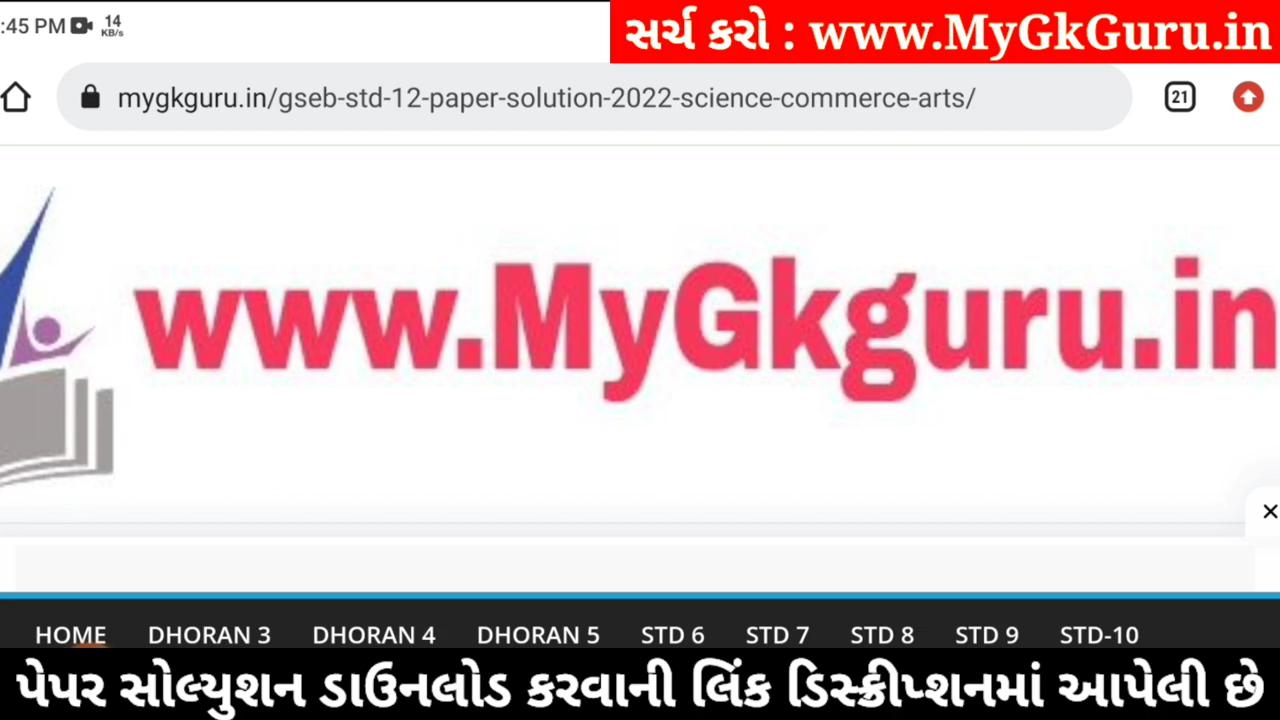 :45 PM 14 KB/s
સર્ચ કરો : www.MyGkGuru.in
mygkguru.in/gseb-std-12-paper-solution-2022-science-commerce-arts/
21
www.MyGkguru.in
HOME DHORAN 3 DHORAN 4 DHORAN 5 STD 6 STD 7 STD 8 STD 9 STD-10
પેપર સોલ્યુશન ડાઉનલોડ કરવાની લિંક ડિસ્ક્રીપ્શનમાં આપેલી છે